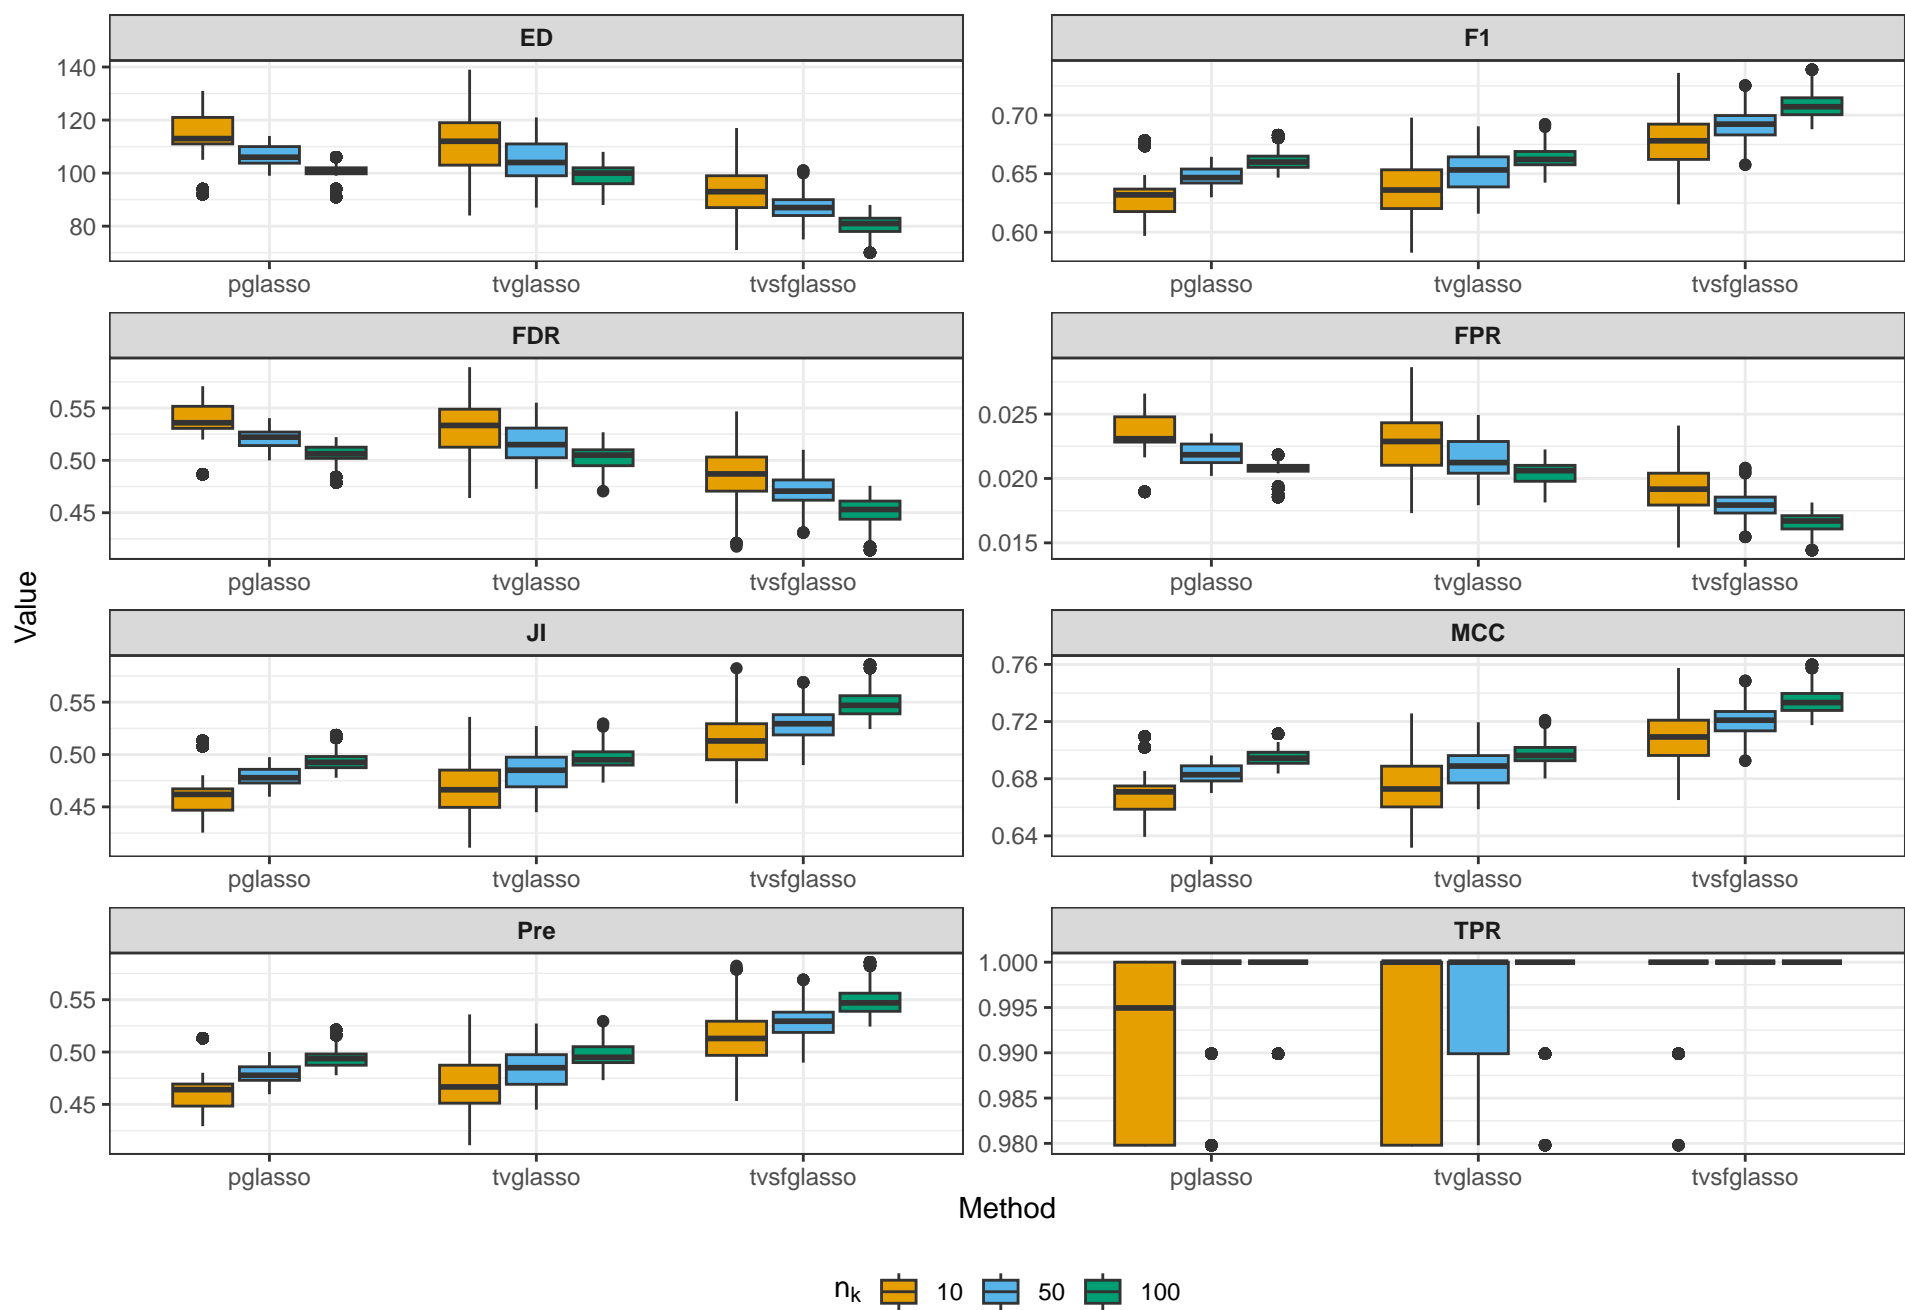 ED
140
120
100
80
pglasso tvglasso tvsfglasso
F1
0.70
0.65
0.60
pglasso tvglasso tvsfglasso
FDR
0.55
0.50
0.45
pglasso tvglasso tvsfglasso
FPR
0.025
0.020
0.015
pglasso tvglasso tvsfglasso
Value
JI
0.55
0.50
0.45
pglasso tvglasso tvsfglasso
MCC
0.76
0.72
0.68
0.64
pglasso tvglasso tvsfglasso
Pre
0.55
0.50
0.45
pglasso tvglasso tvsfglasso
TPR
1.000
0.995
0.990
0.985
0.980
pglasso tvglasso tvsfglasso
Method
nk 10 50 100